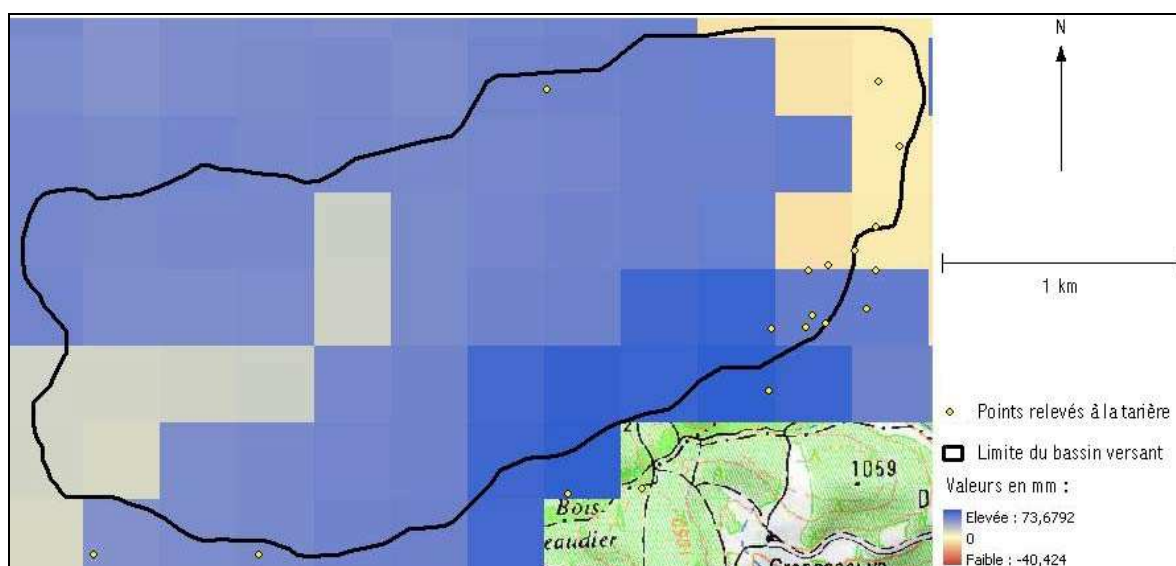 N
1 km
Points relevés à la tarière
Limite du bassin versant
Valeurs en mm :
Elevée : 73,6792
0
Faible : -40,424
1059
Bois-
eaudier